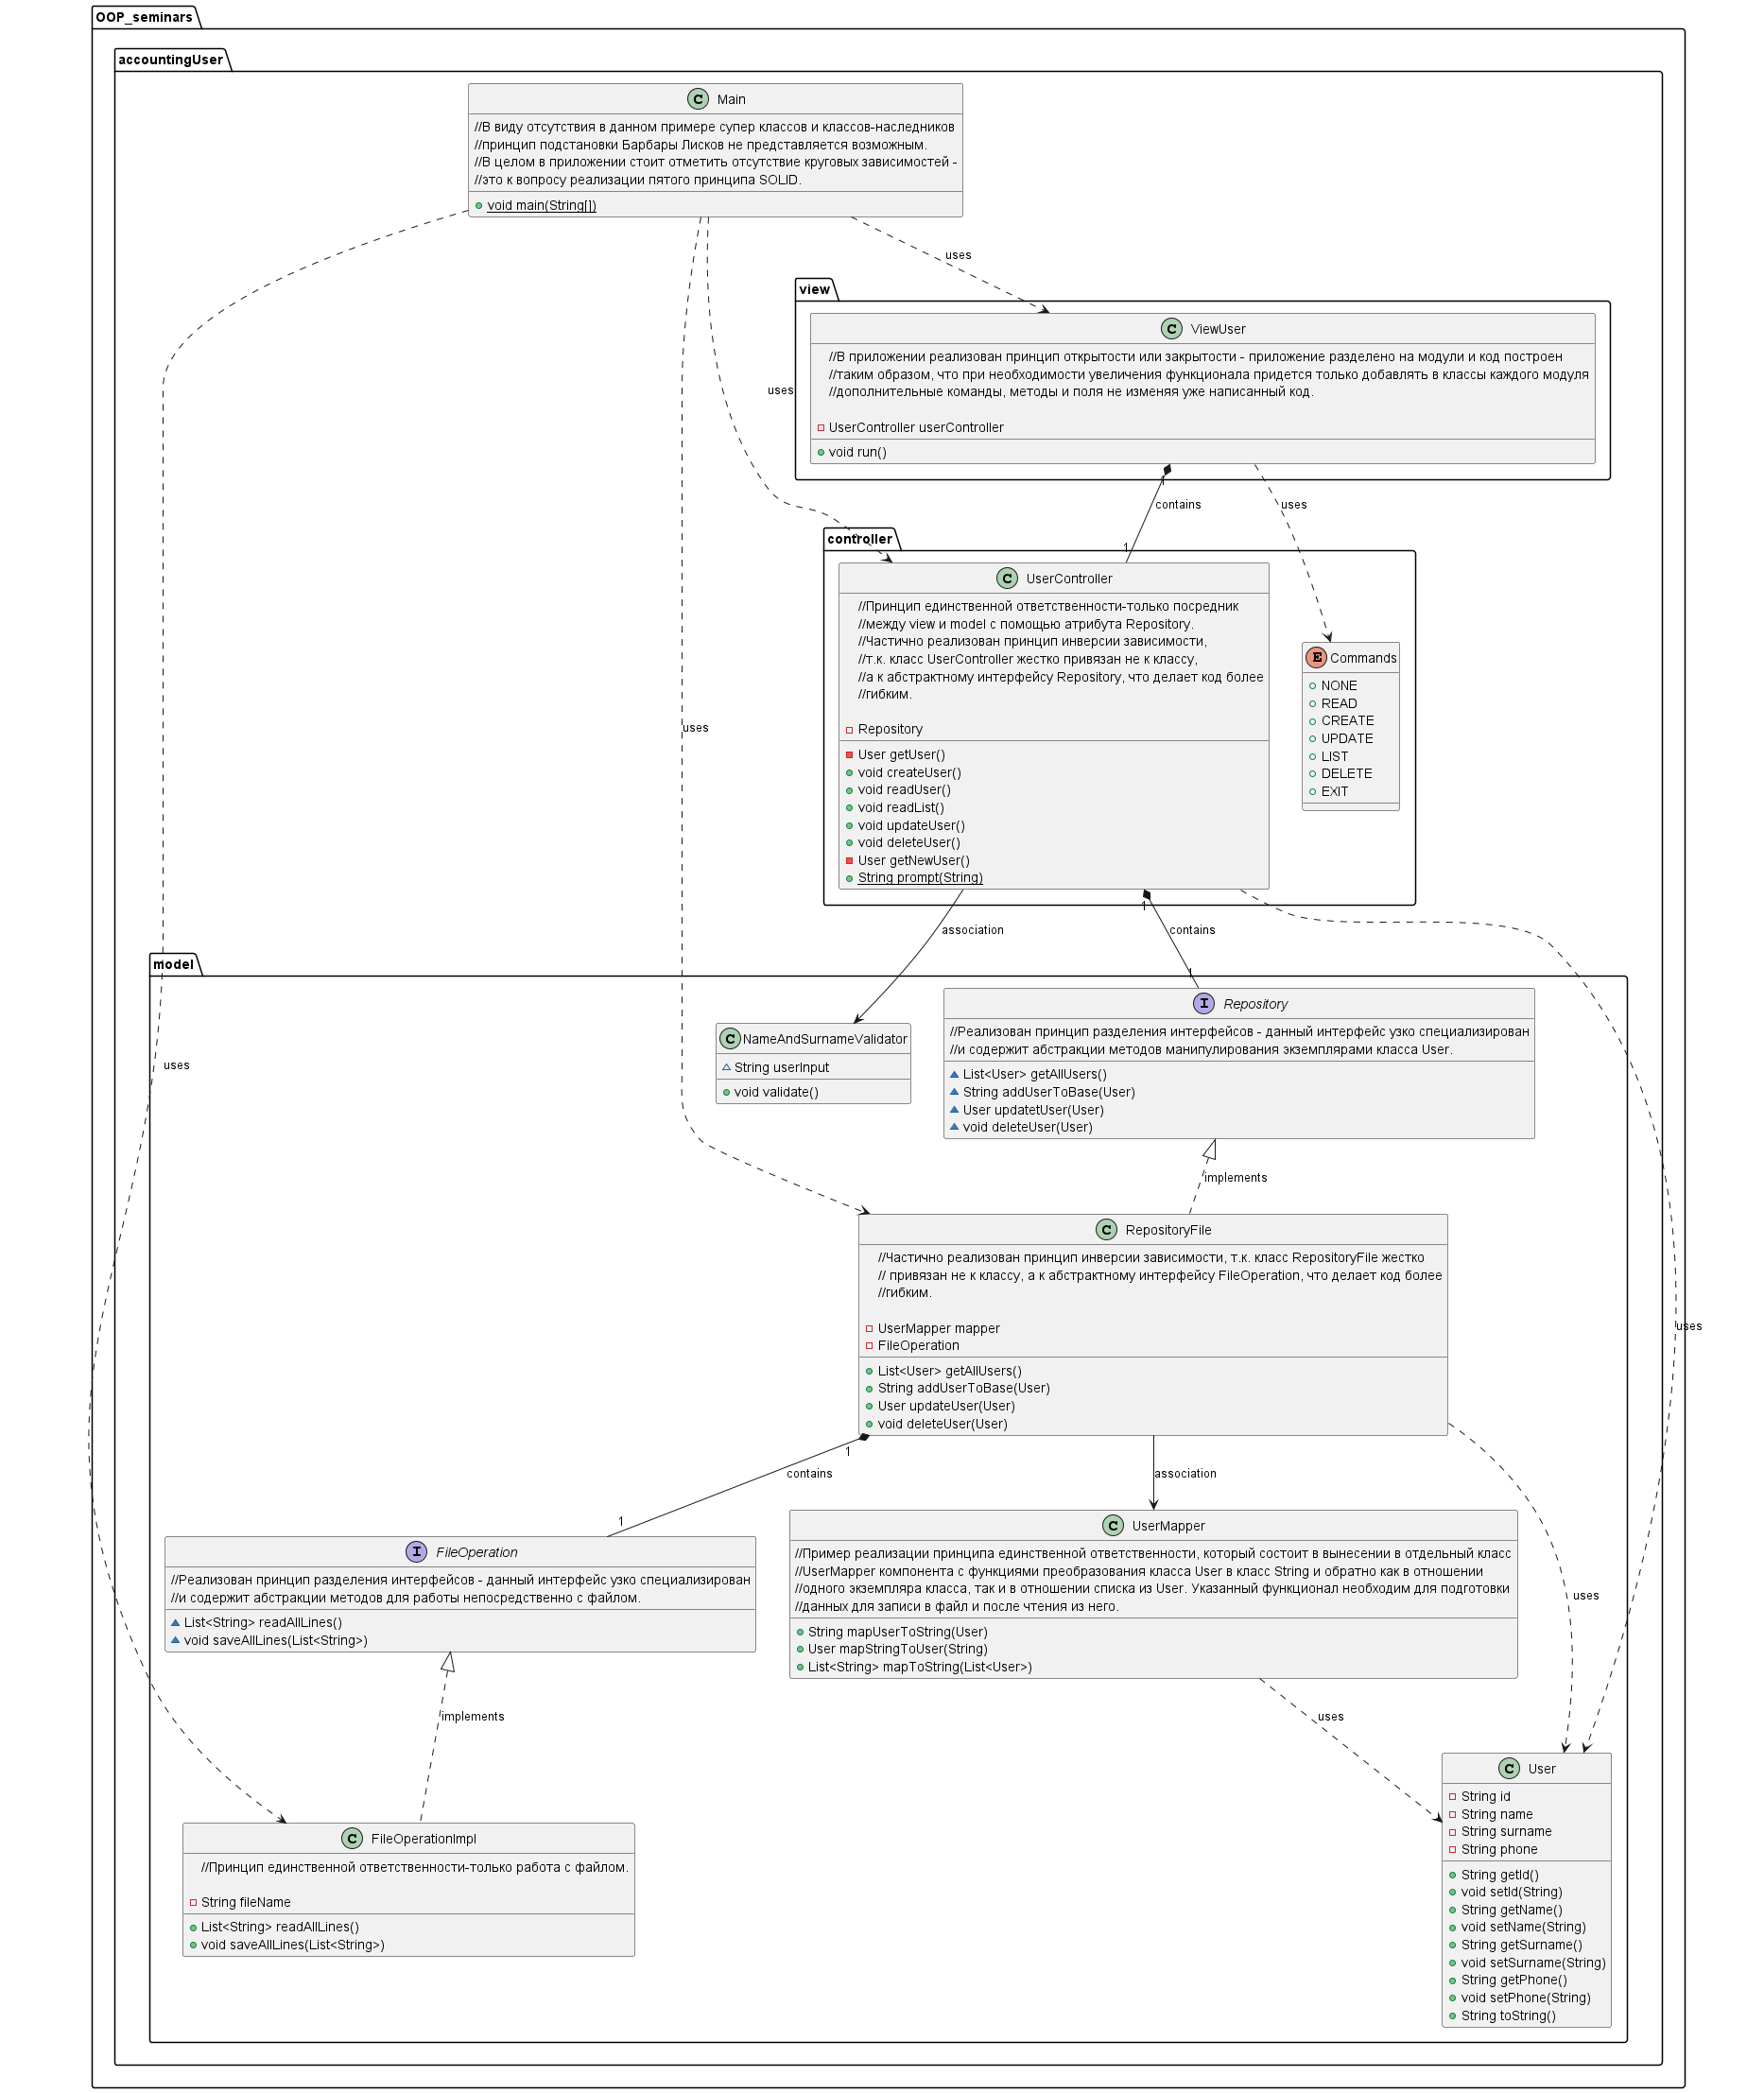 OOP_seminars
accountingUser
C Main
//В виду отсутствия в данном примере супер классов и классов-наследников
//принцип подстановки Барбары Лисков не представляется возможным.
//В целом в приложении стоит отметить отсутствие круговых зависимостей -
//это к вопросу реализации пятого принципа SOLID.
void main(String[])
uses
view
C ViewUser
//В приложении реализован принцип открытости или закрытости - приложение разделено на модули и код построен
//таким образом, что при необходимости увеличения функционала придется только добавлять в классы каждого модуля
//дополнительные команды, методы и поля не изменяя уже написанный код.
UserController userController
void run()
uses
1
contains
uses
1
controller
C UserController
//Принцип единственной ответственности-только посредник
//между view и model с помощью атрибута Repository.
//Частично реализован принцип инверсии зависимости,
//т.к. класс UserController жестко привязан не к классу,
//а к абстрактному интерфейсу Repository, что делает код более
//гибким.
Repository
User getUser()
void createUser()
void readUser()
void readList()
void updateUser()
void deleteUser()
User getNewUser()
String prompt(String)
E Commands
NONE
READ
CREATE
UPDATE
LIST
DELETE
EXIT
uses
1
association
contains
1
model
uses
C NameAndSurnameValidator
String userInput
void validate()
I Repository
//Реализован принцип разделения интерфейсов - данный интерфейс узко специализирован
//и содержит абстракции методов манипулирования экземплярами класса User.
List<User> getAllUsers()
String addUserToBase(User)
User updatetUser(User)
void deleteUser(User)
implements
C RepositoryFile
//Частично реализован принцип инверсии зависимости, т.к. класс RepositoryFile жестко
// привязан не к классу, а к абстрактному интерфейсу FileOperation, что делает код более
//гибким.
UserMapper mapper
FileOperation
List<User> getAllUsers()
String addUserToBase(User)
User updateUser(User)
void deleteUser(User)
uses
1
contains
association
1
I FileOperation
//Реализован принцип разделения интерфейсов - данный интерфейс узко специализирован
//и содержит абстракции методов для работы непосредственно с файлом.
List<String> readAllLines()
void saveAllLines(List<String>)
C UserMapper
//Пример реализации принципа единственной ответственности, который состоит в вынесении в отдельный класс
//UserMapper компонента с функциями преобразования класса User в класс String и обратно как в отношении
//одного экземпляра класса, так и в отношении списка из User. Указанный функционал необходим для подготовки
//данных для записи в файл и после чтения из него.
String mapUserToString(User)
User mapStringToUser(String)
List<String> mapToString(List<User>)
uses
implements
uses
C FileOperationImpl
//Принцип единственной ответственности-только работа с файлом.
String fileName
List<String> readAllLines()
void saveAllLines(List<String>)
C User
String id
String name
String surname
String phone
String getId()
void setId(String)
String getName()
void setName(String)
String getSurname()
void setSurname(String)
String getPhone()
void setPhone(String)
String toString()